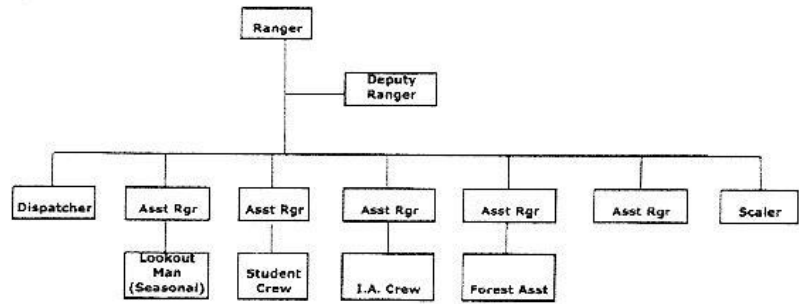 Ranger
Deputy
Ranger
Dispatcher
Asst Rgr
Asst Rgr
Asst Rgr
Asst Rgr
Asst Rgr
Scaler
Lookout
Man
(Seasonal)
Student
Crew
I.A. Crew
Forest Asst